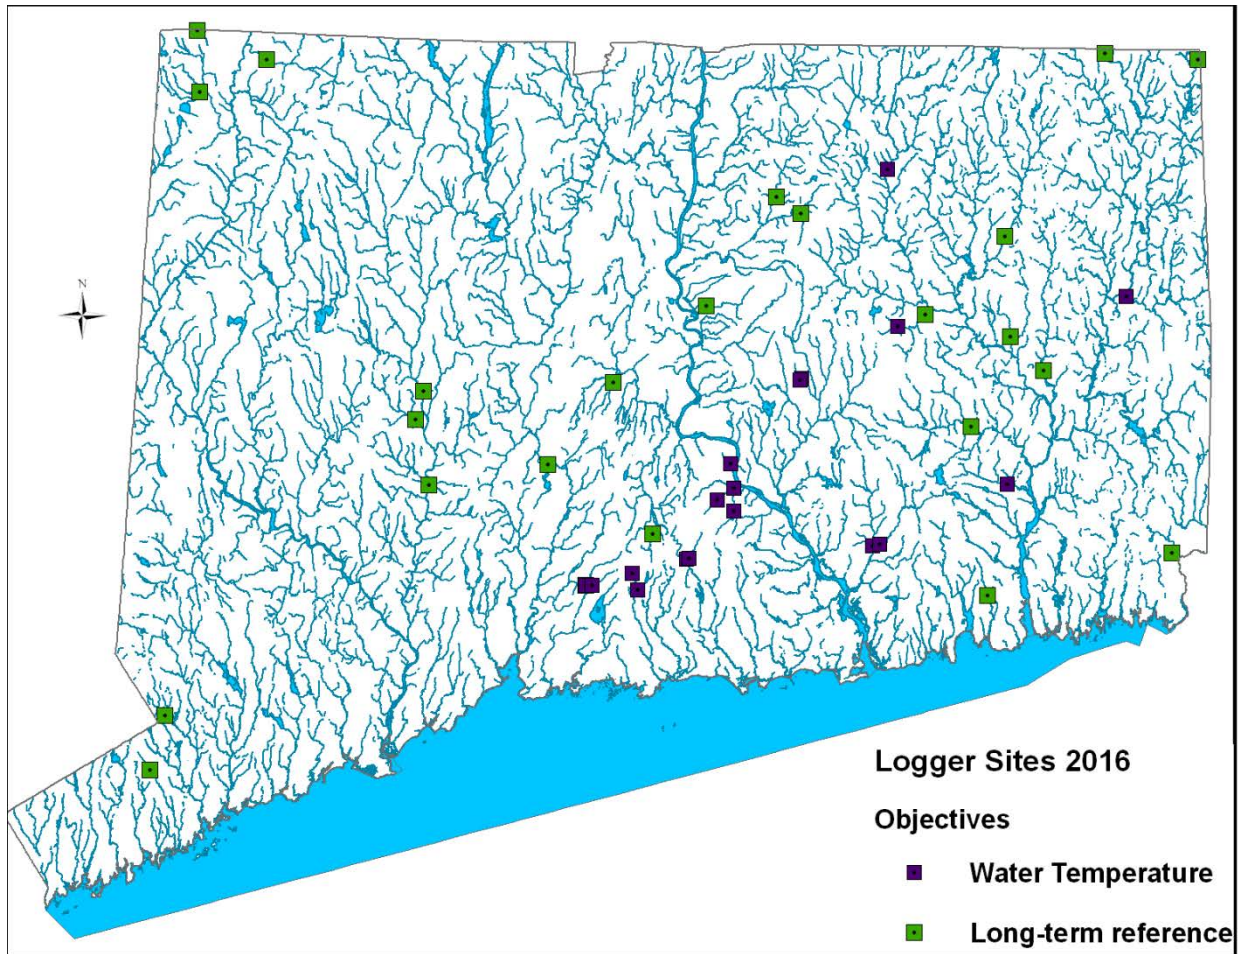 N
Logger Sites 2016
Objectives
Water Temperature
Long-term reference